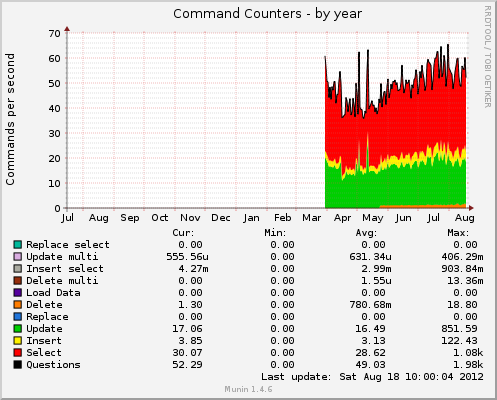 Command Counters - by year
RRDTOOL / TOBI OETIKER
Commands per second
70
60
50
40
30
20
10
0
Jul Aug Sep Oct Nov Dec Jan Feb Mar Apr May Jun Jul Aug
Cur: Min: Avg: Max:
Replace select 0.00 0.00 0.00 0.00
Update multi 555.56u 0.00 631.34u 406.29m
Insert select 4.27m 0.00 2.99m 903.84m
Delete multi 0.00 0.00 1.55u 13.36m
Load Data 0.00 0.00 0.00 0.00
Delete 1.30 0.00 780.68m 18.80
Replace 0.00 0.00 0.00 0.00
Update 17.06 0.00 16.49 851.59
Insert 3.85 0.00 3.13 122.43
Select 30.07 0.00 28.62 1.08k
Questions 52.29 0.00 49.03 1.98k
Last update: Sat Aug 18 10:00:04 2012
Munin 1.4.6